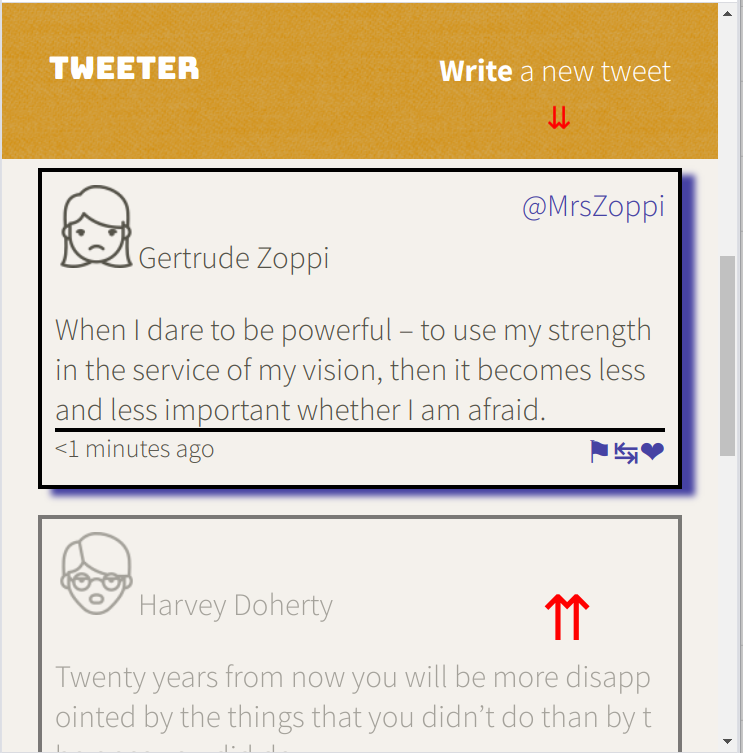 TWEETER
Write a new tweet
@MrsZoppi
Gertrude Zoppi
When I dare to be powerful – to use my strength
in the service of my vision, then it becomes less
and less important whether I am afraid.
<1 minutes ago
Harvey Doherty
Twenty years from now you will be more disapp
ointed by the things that you didn’t do than by t